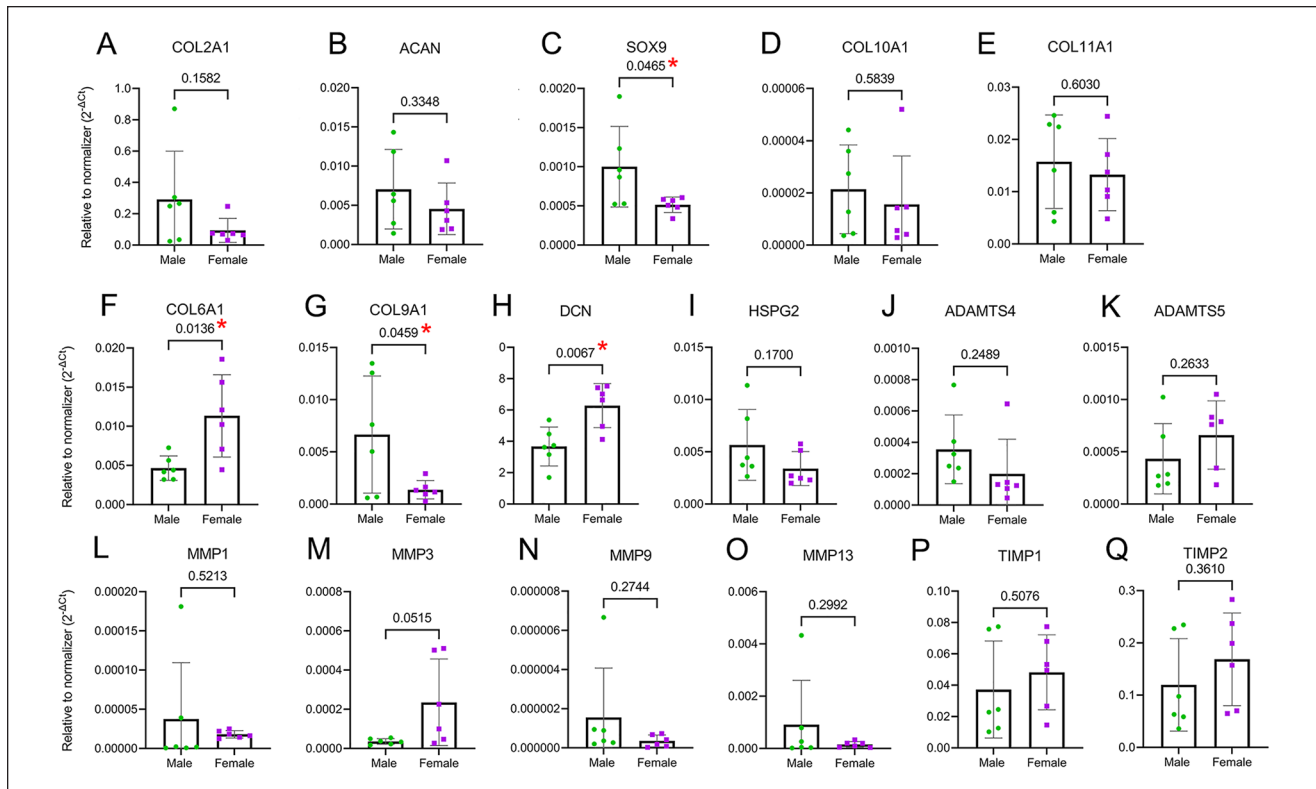 A COL2A1
0.1582
Relative to normalizer (2^-ΔCt)
1.0
0.8
0.6
0.4
0.2
0.0
Male Female
B ACAN
0.3348
0.020
0.015
0.010
0.005
0.000
Male Female
C SOX9
0.0465 *
0.0020
0.0015
0.0010
0.0005
0.0000
Male Female
D COL10A1
0.5839
0.00006
0.00004
0.00002
0.00000
Male Female
E COL11A1
0.6030
0.03
0.02
0.01
0.00
Male Female
F COL6A1
0.0136 *
Relative to normalizer (2^-ΔCt)
0.020
0.015
0.010
0.005
0.000
Male Female
G COL9A1
0.0459 *
0.015
0.010
0.005
0.000
Male Female
H DCN
0.0067 *
10
8
6
4
2
0
Male Female
I HSPG2
0.1700
0.015
0.010
0.005
0.000
Male Female
J ADAMTS4
0.2489
0.0010
0.0008
0.0006
0.0004
0.0002
0.0000
Male Female
K ADAMTS5
0.2633
0.0015
0.0010
0.0005
0.0000
Male Female
L MMP1
0.5213
Relative to normalizer (2^-ΔCt)
0.00020
0.00015
0.00010
0.00005
0.00000
Male Female
M MMP3
0.0515
0.0008
0.0006
0.0004
0.0002
0.0000
Male Female
N MMP9
0.2744
0.000008
0.000006
0.000004
0.000002
0.000000
Male Female
O MMP13
0.2992
0.006
0.004
0.002
0.000
Male Female
P TIMP1
0.5076
0.10
0.08
0.06
0.04
0.02
0.00
Male Female
Q TIMP2
0.3610
0.3
0.2
0.1
0.0
Male Female